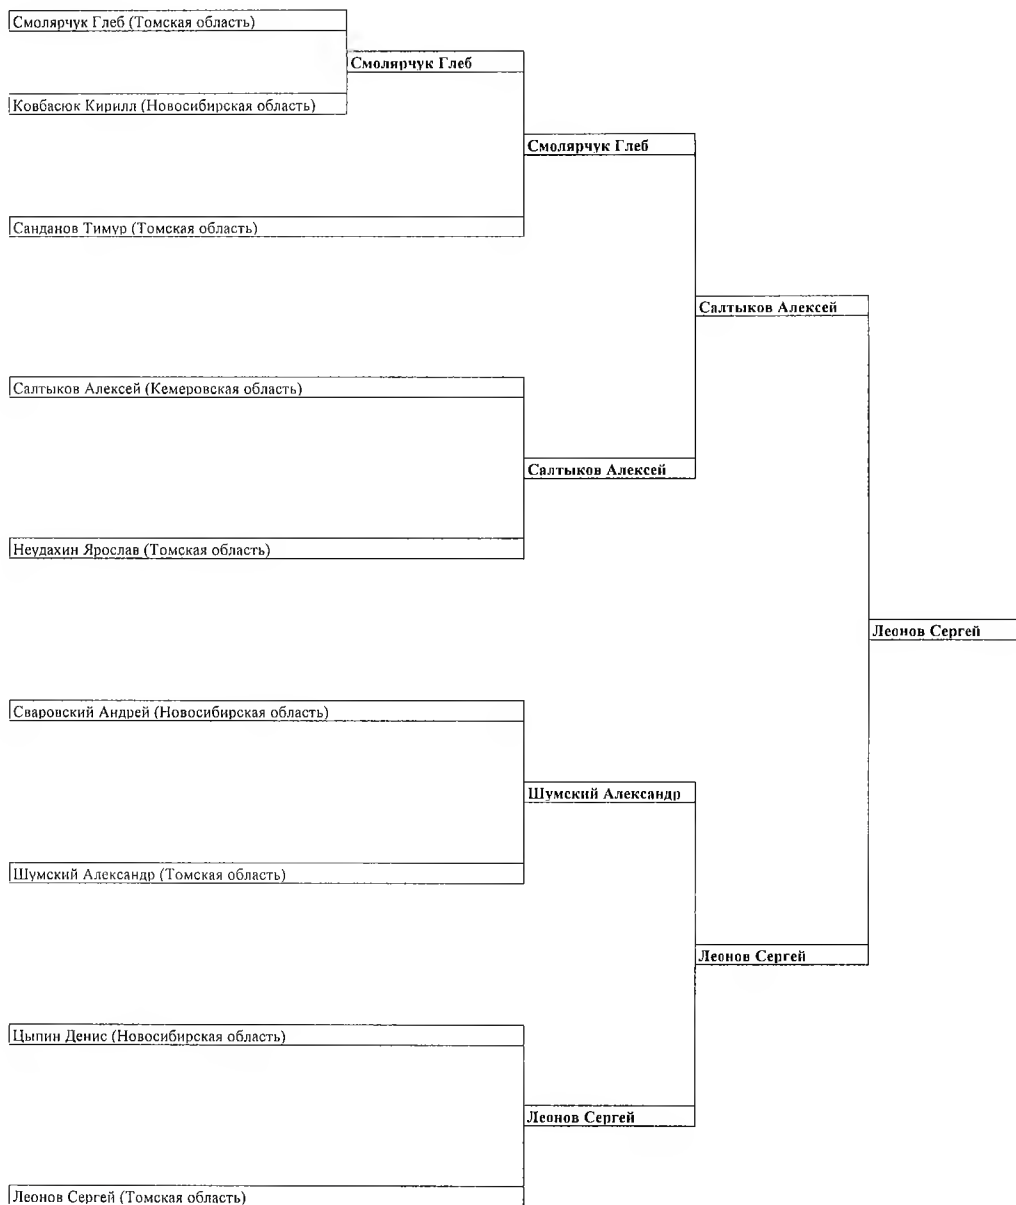 Смолярчук Глеб (Томская область)
Смолярчук Глеб
Ковбасюк Кирилл (Новосибирская область)
Смолярчук Глеб
Санданов Тимур (Томская область)
Салтыков Алексей
Салтыков Алексей (Кемеровская область)
Салтыков Алексей
Неудахин Ярослав (Томская область)
Леонов Сергей
Сваровский Андрей (Новосибирская область)
Шумский Александр
Шумский Александр (Томская область)
Леонов Сергей
Цыпин Денис (Новосибирская область)
Леонов Сергей
Леонов Сергей (Томская область)